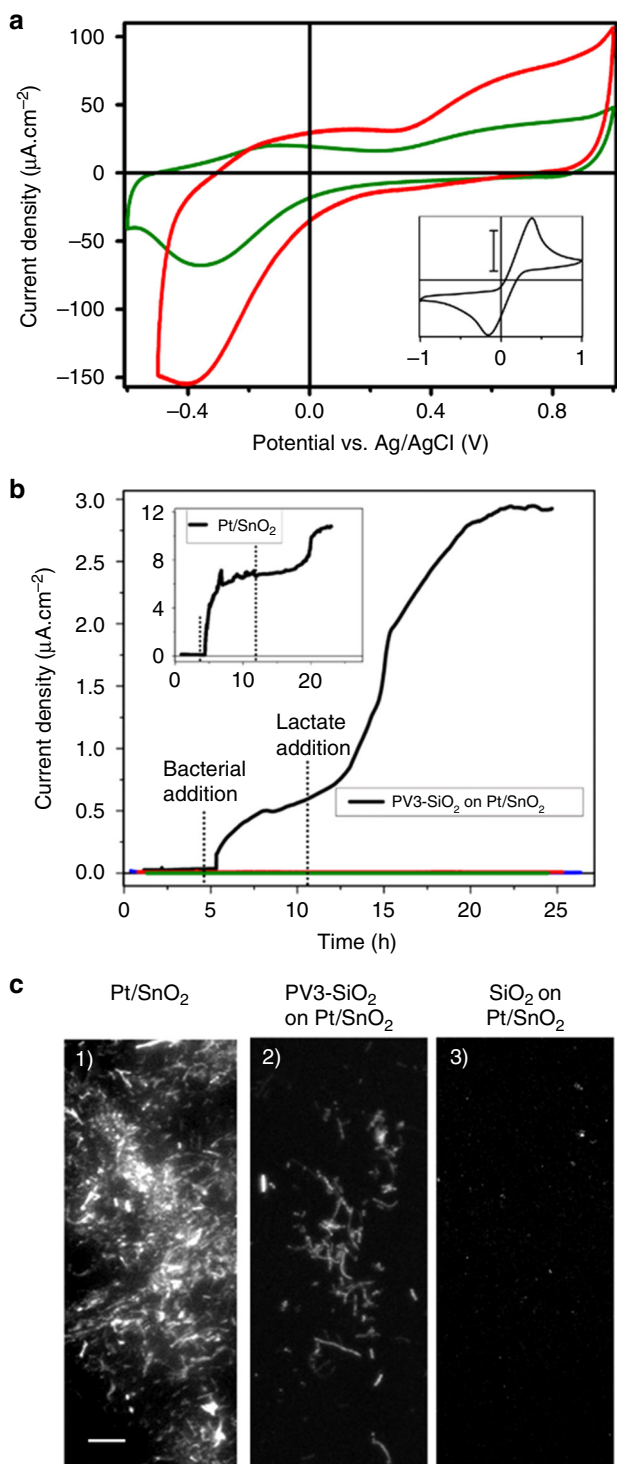 a
100
50
0
−50
−100
−150
Current density (µA.cm⁻²)
−0.4
0.0
0.4
0.8
−1
0
1
Potential vs. Ag/AgCl (V)
b
3.0
2.5
2.0
1.5
1.0
0.5
0.0
Current density (µA.cm⁻²)
12
8
4
0
Pt/SnO₂
0
10
20
Lactate
addition
Bacterial
addition
PV3-SiO₂ on Pt/SnO₂
0
5
10
15
20
25
Time (h)
c
Pt/SnO₂
PV3-SiO₂
on Pt/SnO₂
SiO₂ on
Pt/SnO₂
1)
2)
3)